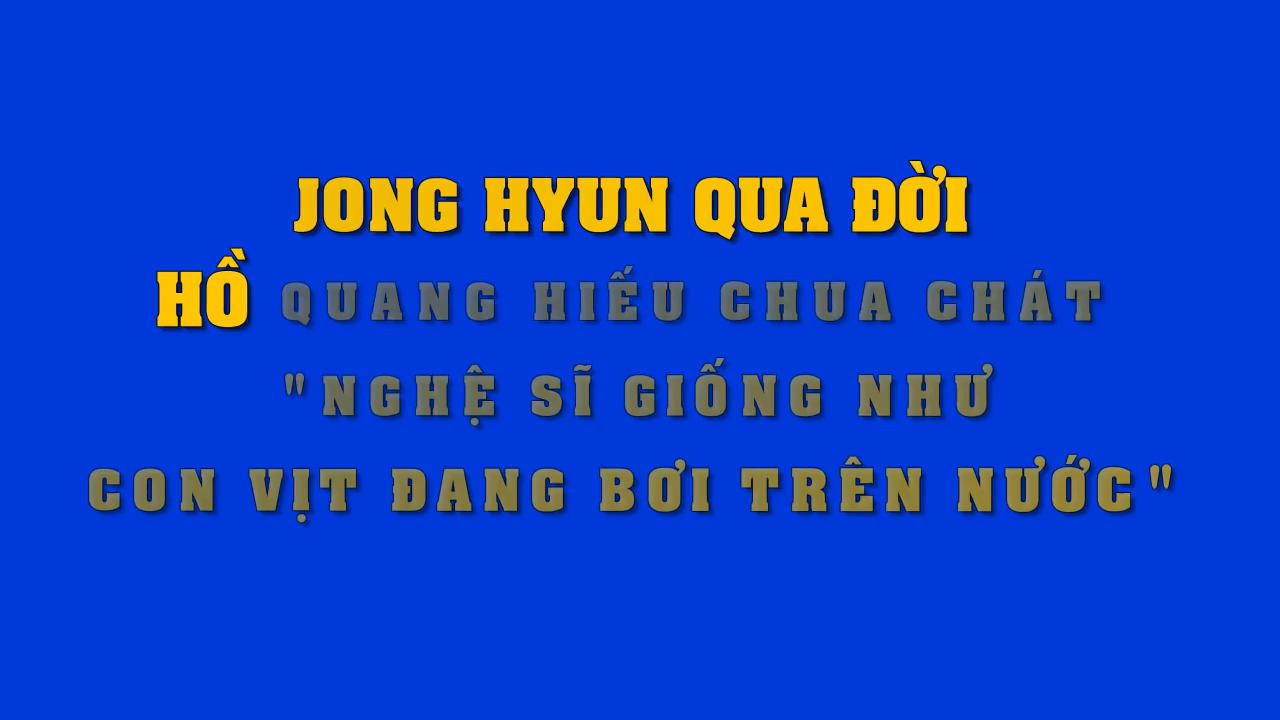 JONG HYUN QUA ĐỜI
HỒ QUANG HIẾU CHUA CHÁT
"NGHỆ SĨ GIỐNG NHƯ
CON VỊT ĐANG BƠI TRÊN NƯỚC"